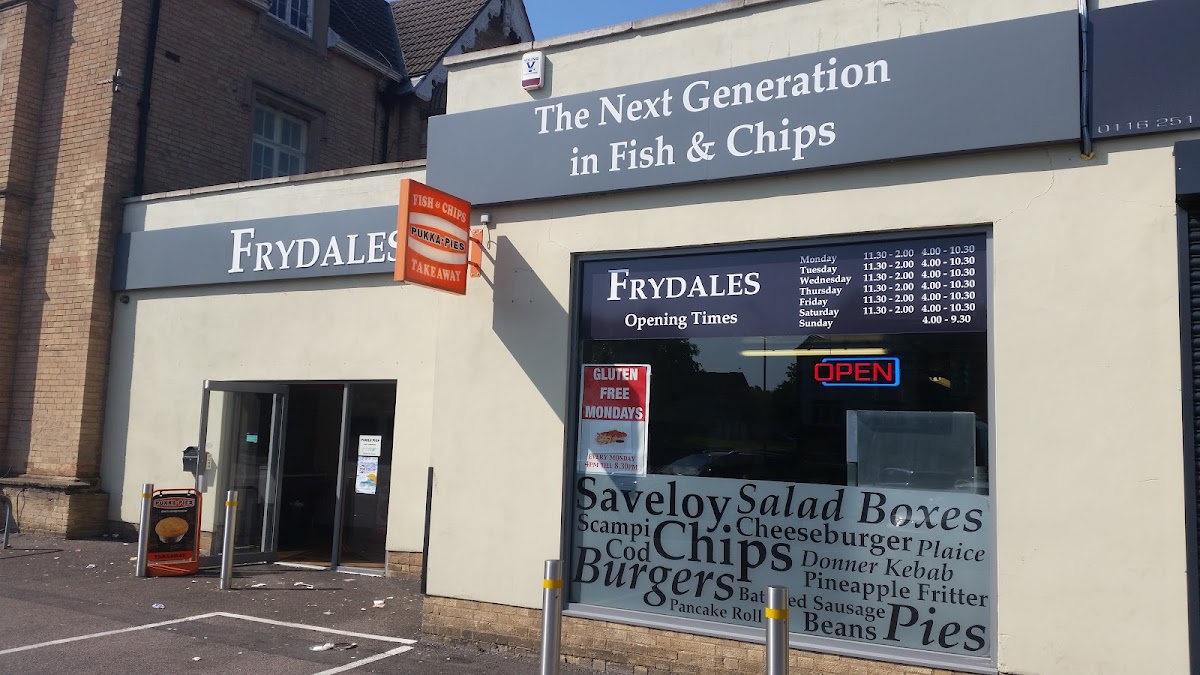 The Next Generation
in Fish & Chips
0116 251
FRYDALES
FISH & CHIPS
PUKKA-PIES
TAKEAWAY
FRYDALES
Opening Times
Monday 11.30 - 2.00 4.00 - 10.30
Tuesday 11.30 - 2.00 4.00 - 10.30
Wednesday 11.30 - 2.00 4.00 - 10.30
Thursday 11.30 - 2.00 4.00 - 10.30
Friday 11.30 - 2.00 4.00 - 10.30
Saturday 11.30 - 2.00 4.00 - 10.30
Sunday 4.00 - 9.30
OPEN
GLUTEN
FREE
MONDAYS
EVERY MONDAY
4PM TILL 8.30PM
Saveloy Salad Boxes
Scampi Chips Cheeseburger Plaice
Cod Donner Kebab
Burgers Pineapple Fritter
Battered Sausage
Pancake Roll Beans Pies
TAKEAWAY